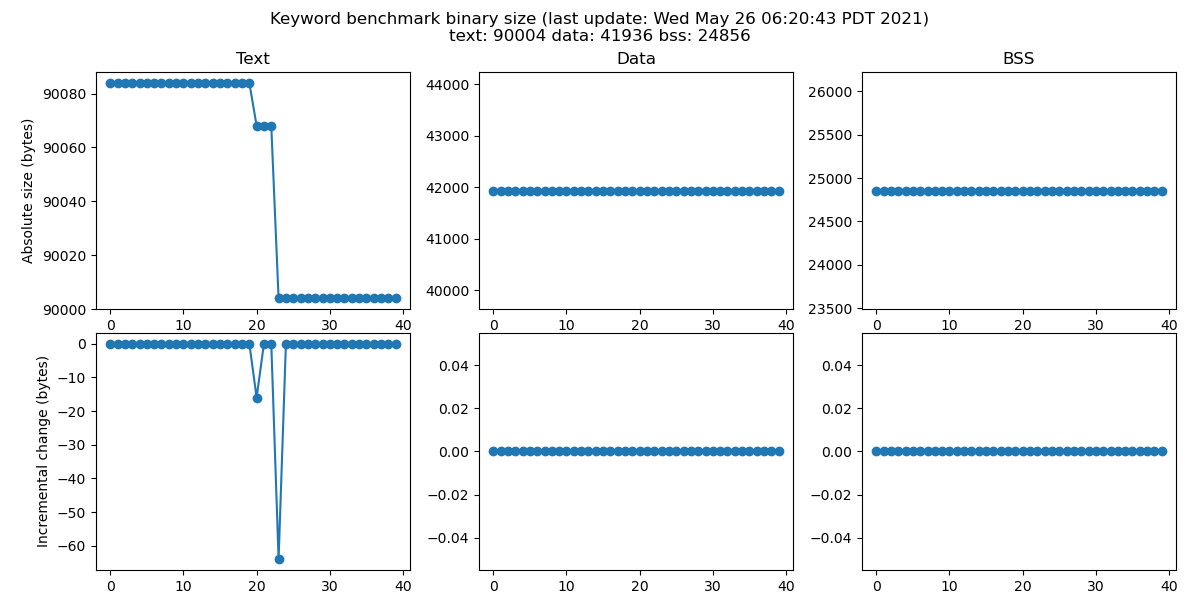 Keyword benchmark binary size (last update: Wed May 26 06:20:43 PDT 2021)
text: 90004 data: 41936 bss: 24856
Text
Data
BSS
Absolute size (bytes)
90080
90060
90040
90020
90000
0 10 20 30 40
44000
43000
42000
41000
40000
0 10 20 30 40
26000
25500
25000
24500
24000
23500
0 10 20 30 40
Incremental change (bytes)
0
−10
−20
−30
−40
−50
−60
0 10 20 30 40
0.04
0.02
0.00
−0.02
−0.04
0 10 20 30 40
0.04
0.02
0.00
−0.02
−0.04
0 10 20 30 40